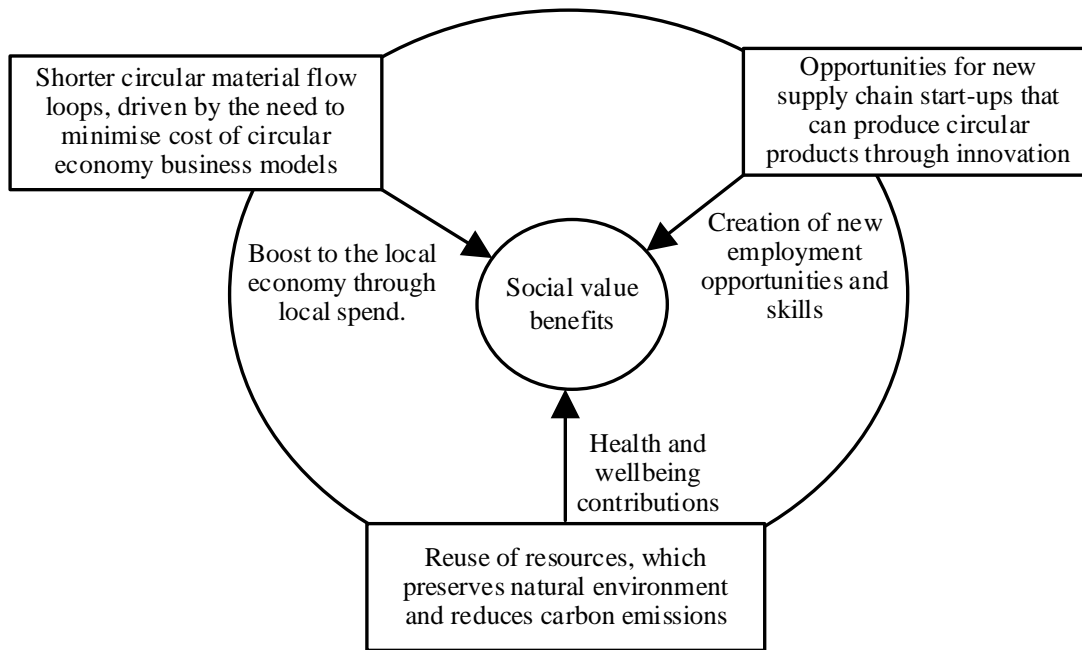 Shorter circular material flow
loops, driven by the need to
minimise cost of circular
economy business models
Opportunities for new
supply chain start-ups that
can produce circular
products through innovation
Boost to the local
economy through
local spend.
Social value
benefits
Creation of new
employment
opportunities and
skills
Health and
wellbeing
contributions
Reuse of resources, which
preserves natural environment
and reduces carbon emissions